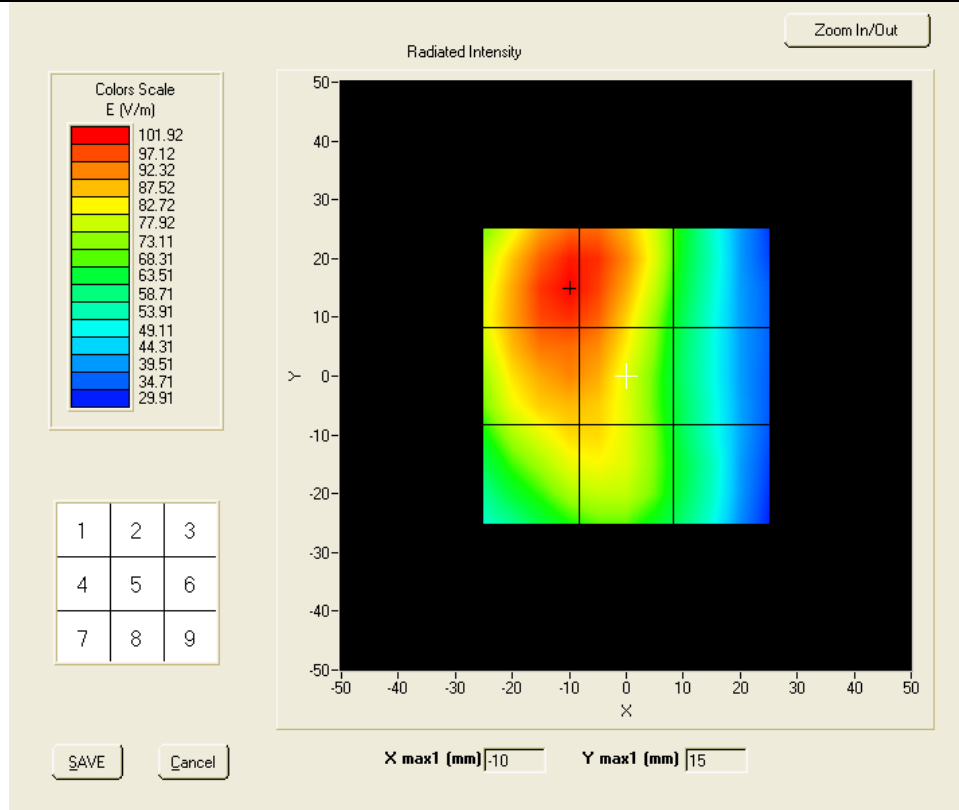 Zoom In/Out
Radiated Intensity
Colors Scale
E (V/m)
101.92
97.12
92.32
87.52
82.72
77.92
73.11
68.31
63.51
58.71
53.91
49.11
44.31
39.51
34.71
29.91
50
40
30
20
10
0
-10
-20
-30
-40
-50
Y
-50 -40 -30 -20 -10 0 10 20 30 40 50
X
1 2 3
4 5 6
7 8 9
SAVE Cancel
X max1 (mm) -10 Y max1 (mm) 15